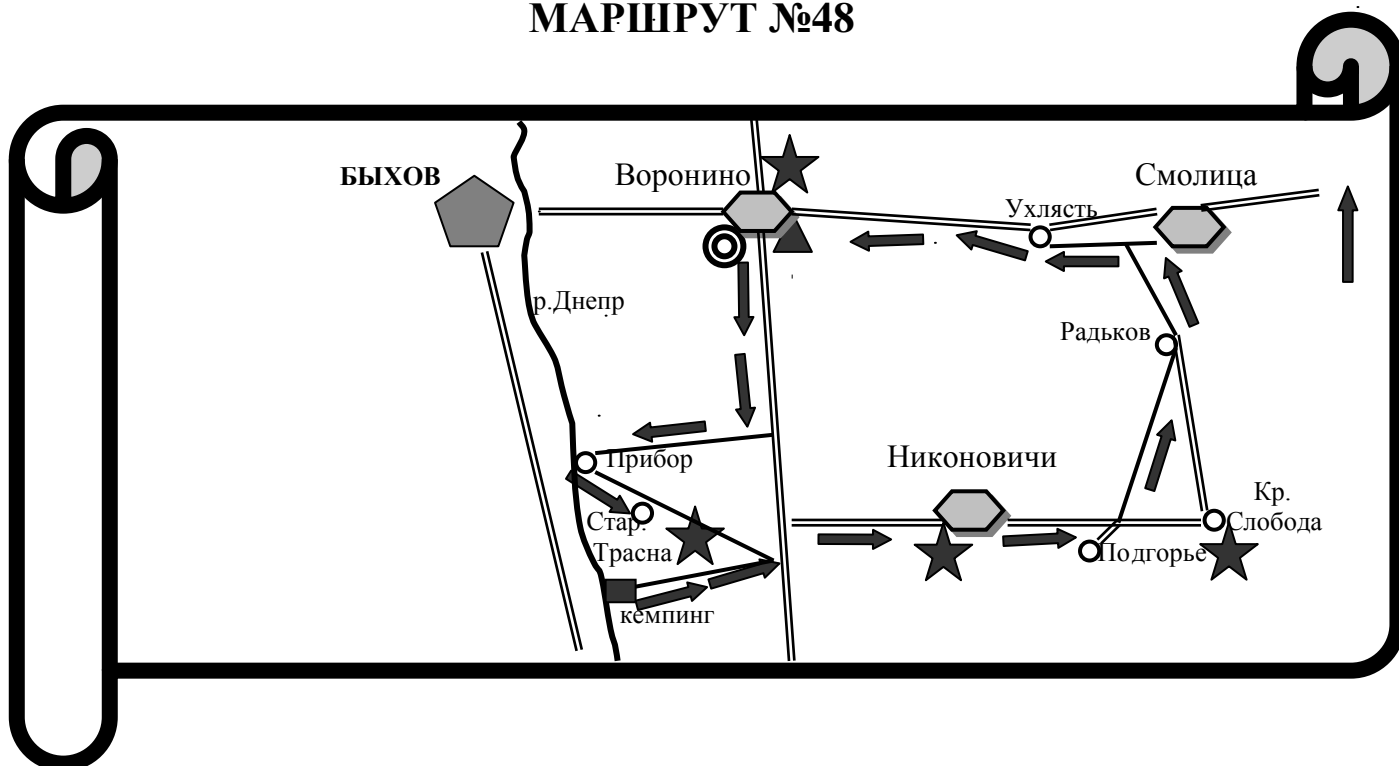 МАРШРУТ №48
БЫХОВ
Воронино
Смолица
Ухлясть
р.Днепр
Радьков
Прибор
Никоновичи
Стар.
Трасна
Кр.
Слобода
Подгорье
кемпинг